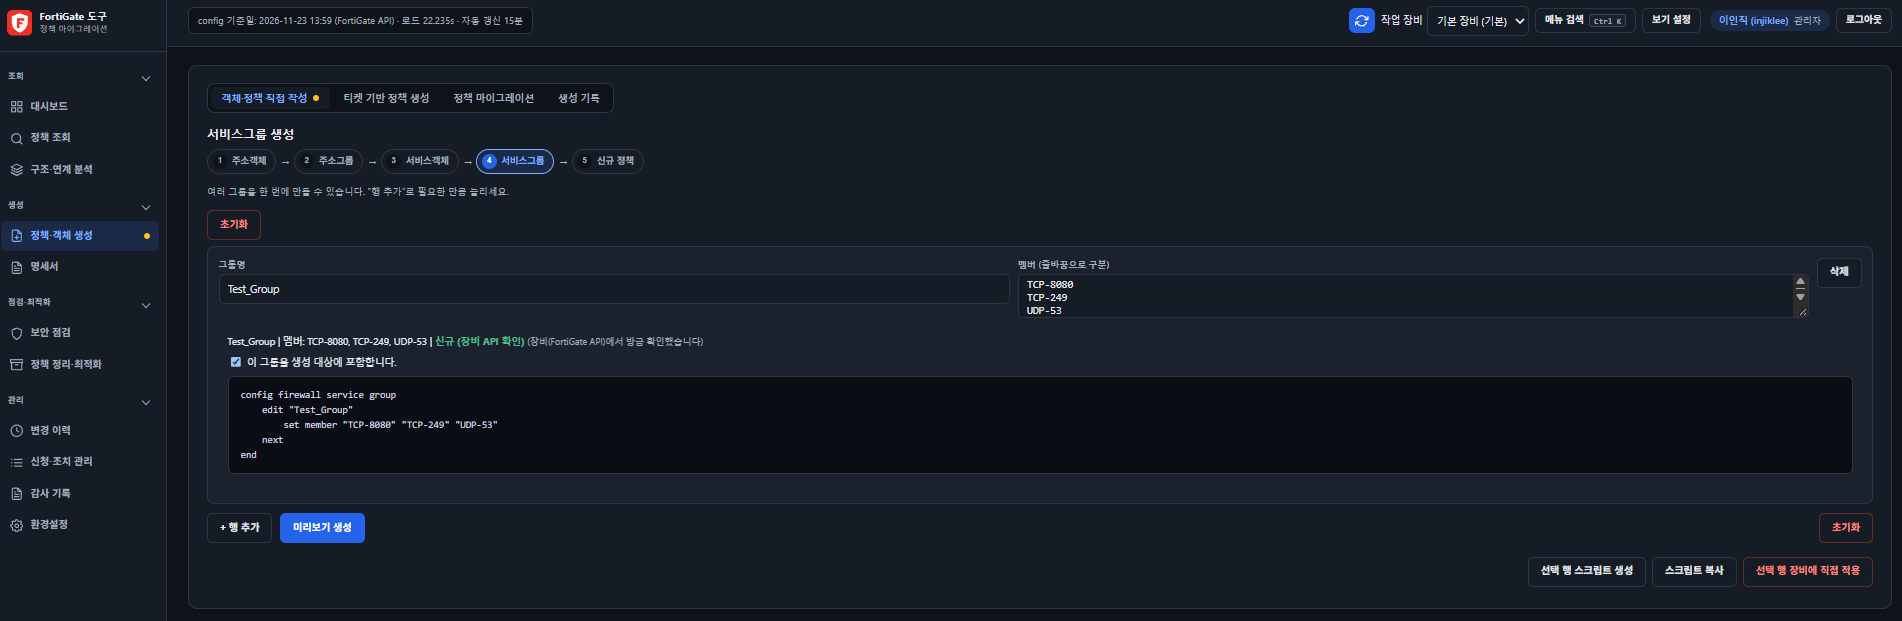 FortiGate 도구
정책 마이그레이션
config 기준일: 2026-11-23 13:59 (FortiGate API) · 로드 22.235s · 자동 갱신 15분
작업 장비
기본 장비 (기본)
메뉴 검색 Ctrl K
보기 설정
이인직 (injiklee) 관리자
로그아웃
조회
대시보드
정책 조회
구조·연계 분석
생성
정책·객체 생성
명세서
점검·최적화
보안 점검
정책 정리·최적화
관리
변경 이력
신청·조치 관리
감사 기록
환경설정
객체·정책 직접 작성
티켓 기반 정책 생성
정책 마이그레이션
생성 기록
서비스그룹 생성
1 주소객체 → 2 주소그룹 → 3 서비스객체 → 4 서비스그룹 → 5 신규 정책
여러 그룹을 한 번에 만들 수 있습니다. "행 추가"로 필요한 만큼 늘리세요.
초기화
그룹명
Test_Group
멤버 (줄바꿈으로 구분)
TCP-8080
TCP-249
UDP-53
삭제
Test_Group | 멤버: TCP-8080, TCP-249, UDP-53 | 신규 (장비 API 확인) (장비(FortiGate API)에서 방금 확인했습니다)
이 그룹을 생성 대상에 포함합니다.
config firewall service group
edit "Test_Group"
set member "TCP-8080" "TCP-249" "UDP-53"
next
end
+ 행 추가
미리보기 생성
초기화
선택 행 스크립트 생성
스크립트 복사
선택 행 장비에 직접 적용